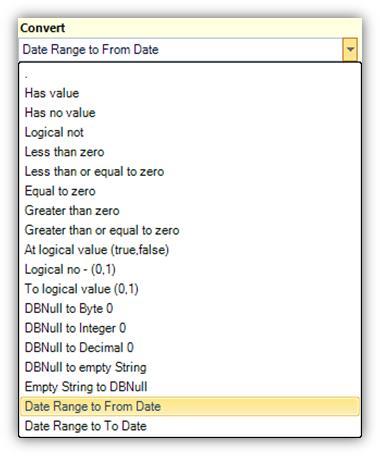 Convert
Date Range to From Date
.
Has value
Has no value
Logical not
Less than zero
Less than or equal to zero
Equal to zero
Greater than zero
Greater than or equal to zero
At logical value (true,false)
Logical no - (0,1)
To logical value (0,1)
DBNull to Byte 0
DBNull to Integer 0
DBNull to Decimal 0
DBNull to empty String
Empty String to DBNull
Date Range to From Date
Date Range to To Date